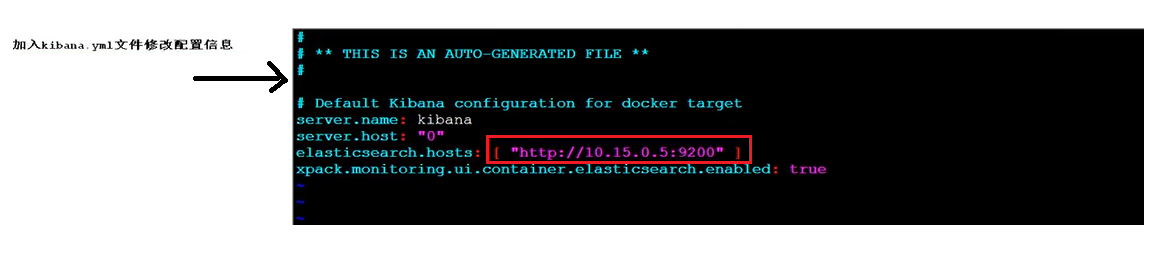 加入kibana.yml文件修改配置信息
#
# ** THIS IS AN AUTO-GENERATED FILE **
#
# Default Kibana configuration for docker target
server.name: kibana
server.host: "0"
elasticsearch.hosts: [ "http://10.15.0.5:9200" ]
xpack.monitoring.ui.container.elasticsearch.enabled: true
~
~
~